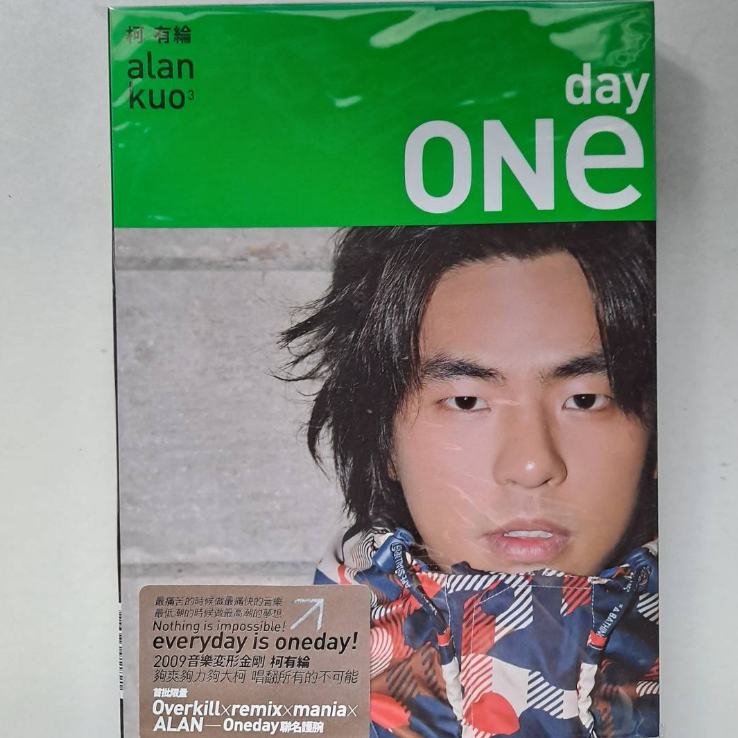 柯 有綸
alan
kuo³
day
one
最痛苦的時候做最痛快的音樂
最低潮的時候做最高潮的夢想
Nothing is impossible!
everyday is oneday!
2009音樂變形金剛 柯有綸
夠爽夠力夠大柯 唱翻所有的不可能
首批限量
Overkill×remix×mania×
ALAN—Oneday聯名護腕
A BATHIN